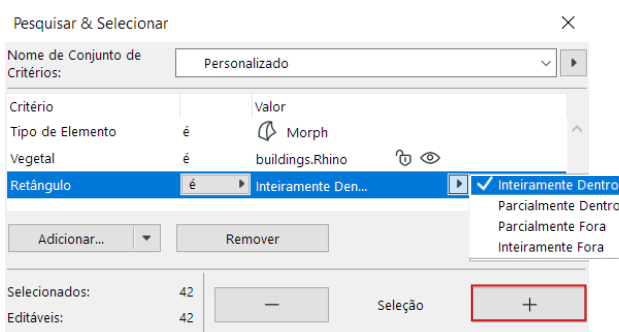 Pesquisar & Selecionar
Nome de Conjunto de
Critérios:
Personalizado
Critério Valor
Tipo de Elemento é Morph
Vegetal é buildings.Rhino
Retângulo é Inteiramente Den...
Inteiramente Dentro
Parcialmente Dentro
Parcialmente Fora
Inteiramente Fora
Adicionar... Remover
Selecionados: 42
Editáveis: 42
— Seleção +